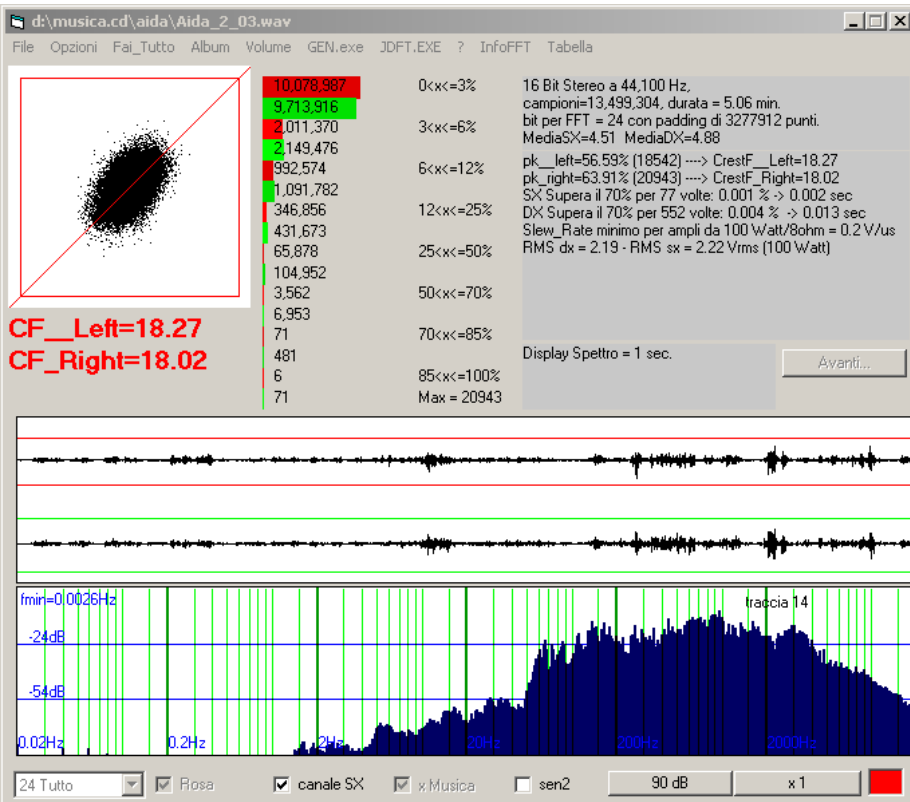 d:\musica.cd\aida\Aida_2_03.wav
File Opzioni Fai_Tutto Album Volume GEN.exe JDFT.EXE ? InfoFFT Tabella
10,078,987 0<x<=3%
9,713,916
2,011,370 3<x<=6%
2,149,476
992,574 6<x<=12%
1,091,782
346,856 12<x<=25%
431,673
65,878 25<x<=50%
104,952
3,562 50<x<=70%
6,953
71 70<x<=85%
481
6 85<x<=100%
71 Max = 20943
CF__Left=18.27
CF_Right=18.02
16 Bit Stereo a 44,100 Hz,
campioni=13,499,304, durata = 5.06 min.
bit per FFT = 24 con padding di 3277912 punti.
MediaSX=4.51 MediaDX=4.88
pk__left=56.59% (18542) ----> CrestF__Left=18.27
pk_right=63.91% (20943) ----> CrestF_Right=18.02
SX Supera il 70% per 77 volte: 0.001 % -> 0.002 sec
DX Supera il 70% per 552 volte: 0.004 % -> 0.013 sec
Slew_Rate minimo per ampli da 100 Watt/8ohm = 0.2 V/us
RMS dx = 2.19 - RMS sx = 2.22 Vrms (100 Watt)
Display Spettro = 1 sec.
Avanti...
fmin=0.0026Hz
traccia 14
-24dB
-54dB
0.02Hz 0.2Hz 2Hz 20Hz 200Hz 2000Hz
24 Tutto Rosa canale SX x Musica sen2 90 dB x 1